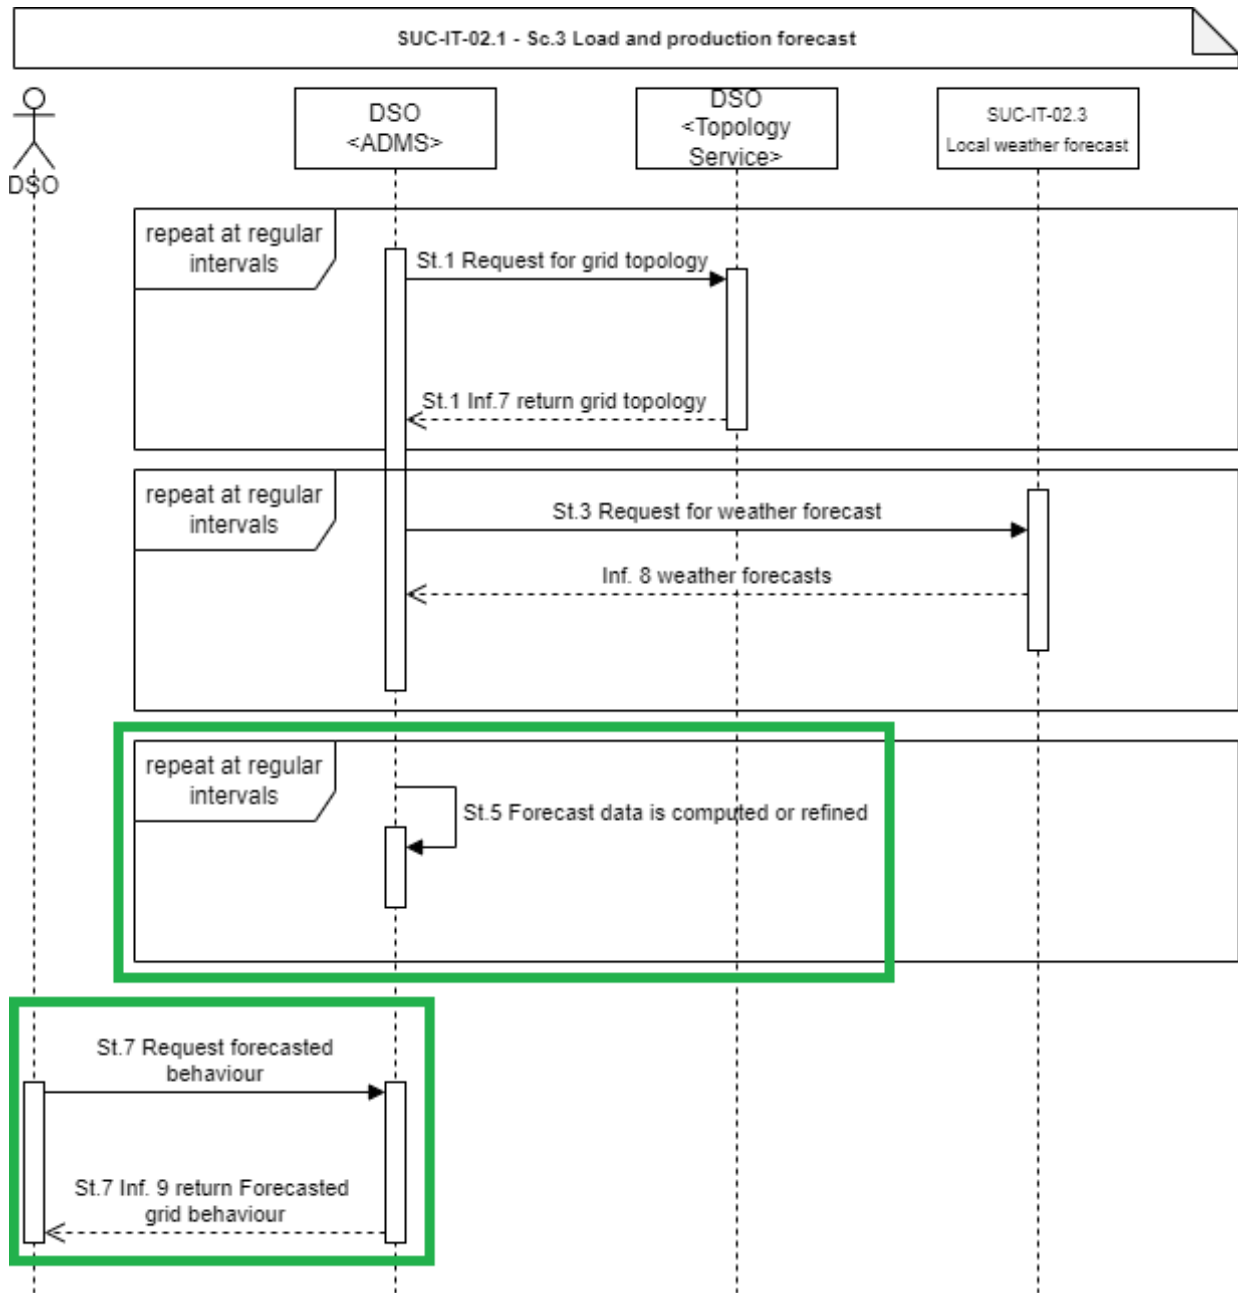 SUC-IT-02.1 - Sc.3 Load and production forecast
DSO
DSO
<ADMS>
DSO
<Topology
Service>
SUC-IT-02.3
Local weather forecast
repeat at regular
intervals
St.1 Request for grid topology
St.1 Inf.7 return grid topology
repeat at regular
intervals
St.3 Request for weather forecast
Inf. 8 weather forecasts
repeat at regular
intervals
St.5 Forecast data is computed or refined
St.7 Request forecasted
behaviour
St.7 Inf. 9 return Forecasted
grid behaviour